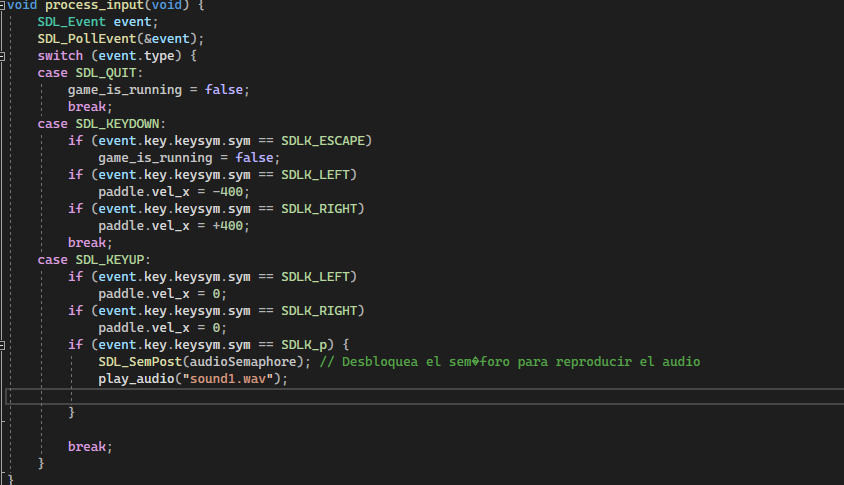 void process_input(void) {
    SDL_Event event;
    SDL_PollEvent(&event);
    switch (event.type) {
    case SDL_QUIT:
        game_is_running = false;
        break;
    case SDL_KEYDOWN:
        if (event.key.keysym.sym == SDLK_ESCAPE)
            game_is_running = false;
        if (event.key.keysym.sym == SDLK_LEFT)
            paddle.vel_x = -400;
        if (event.key.keysym.sym == SDLK_RIGHT)
            paddle.vel_x = +400;
        break;
    case SDL_KEYUP:
        if (event.key.keysym.sym == SDLK_LEFT)
            paddle.vel_x = 0;
        if (event.key.keysym.sym == SDLK_RIGHT)
            paddle.vel_x = 0;
        if (event.key.keysym.sym == SDLK_p) {
            SDL_SemPost(audioSemaphore); // Desbloquea el sem�foro para reproducir el audio
            play_audio("sound1.wav");
        }
        break;
    }
}